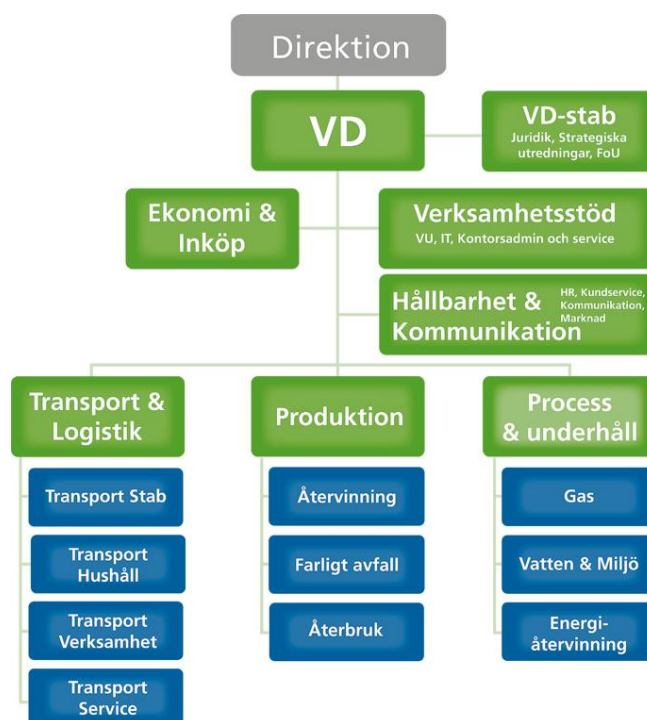 Direktion
VD
VD-stab
Juridik, Strategiska
utredningar, FoU
Ekonomi &
Inköp
Verksamhetsstöd
VU, IT, Kontorsadmin och service
Hållbarhet &
Kommunikation
HR, Kundservice,
Kommunikation,
Marknad
Transport &
Logistik
Transport Stab
Transport
Hushåll
Transport
Verksamhet
Transport
Service
Produktion
Återvinning
Farligt avfall
Återbruk
Process
& underhåll
Gas
Vatten & Miljö
Energi-
återvinning